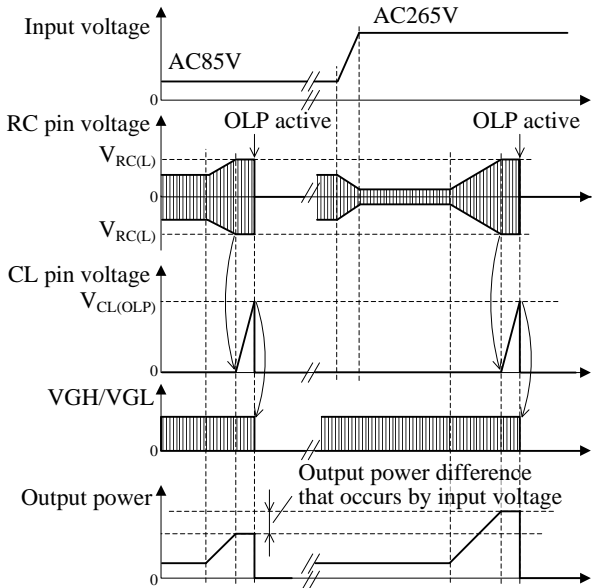 Input voltage
AC265V
AC85V
0
RC pin voltage
OLP active
OLP active
VRC(L)
0
VRC(L)
CL pin voltage
VCL(OLP)
0
VGH/VGL
0
Output power difference
that occurs by input voltage
Output power
0